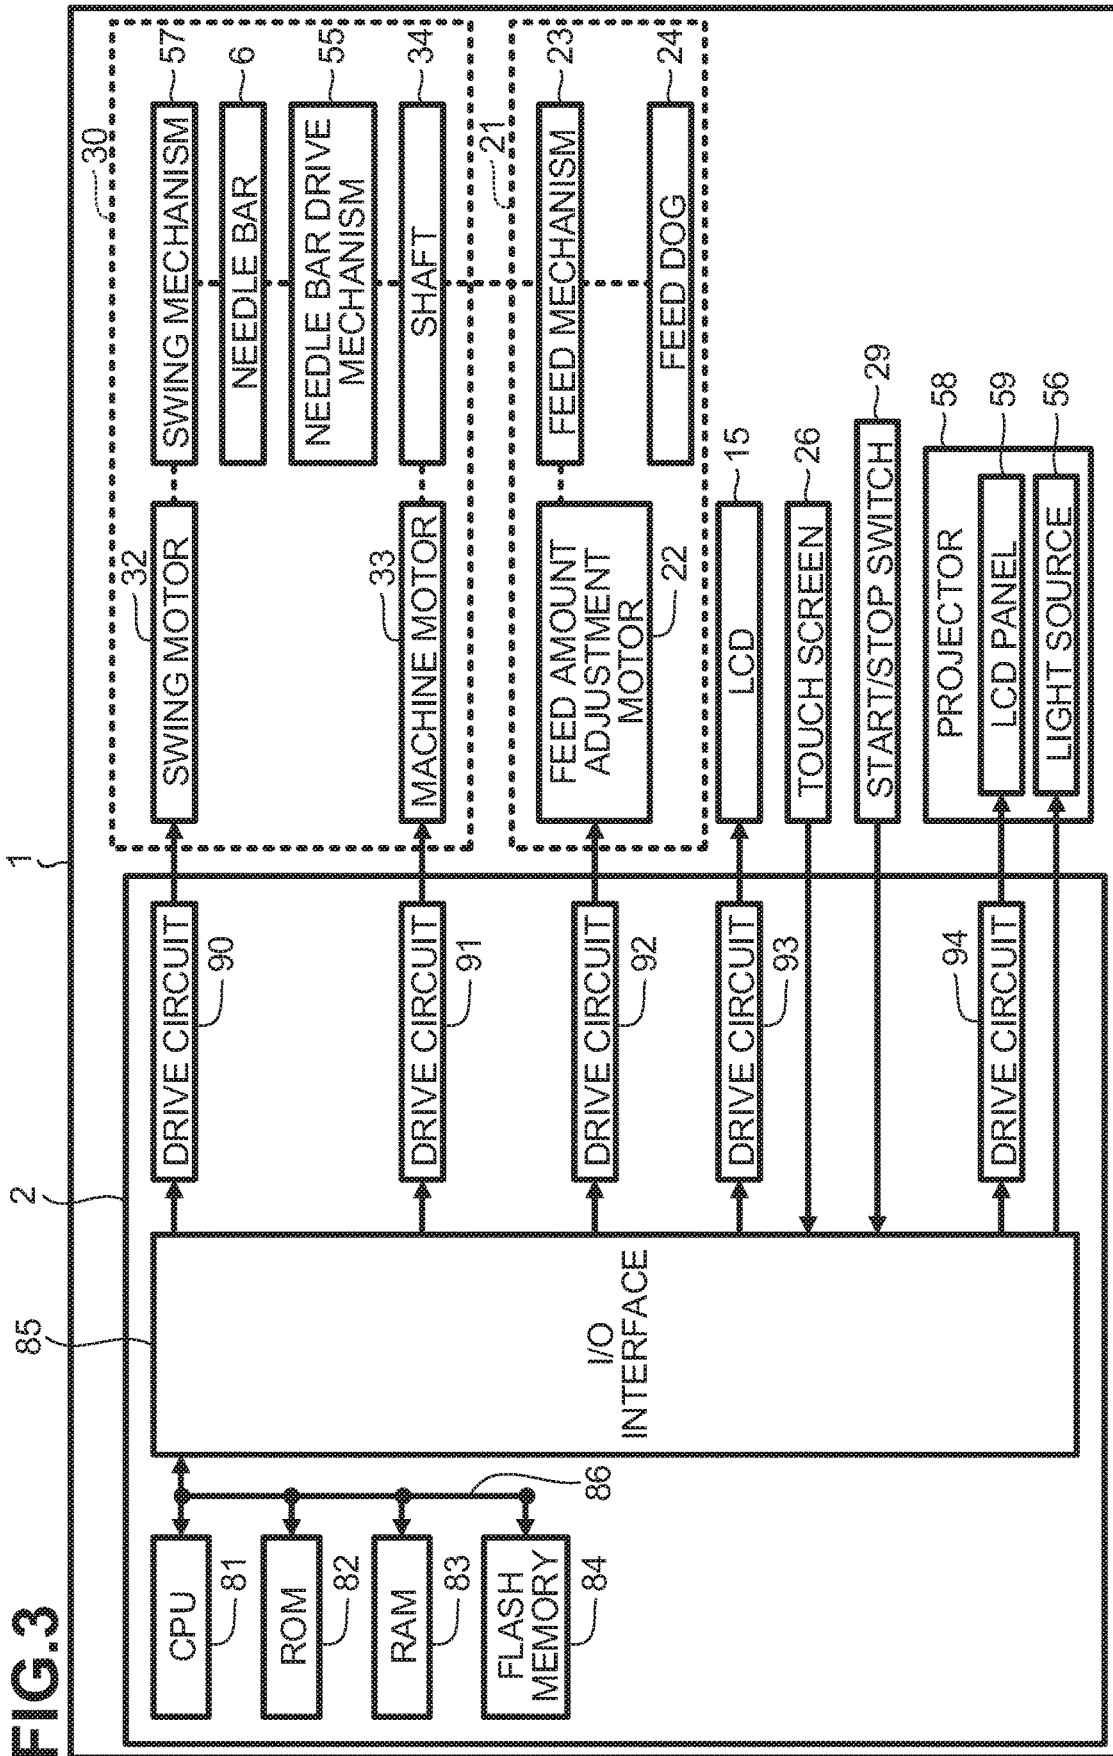 FIG.3
1
2
85
CPU
81
ROM
82
RAM
83
FLASH
MEMORY
84
86
I/O
INTERFACE
DRIVE CIRCUIT
90
DRIVE CIRCUIT
91
DRIVE CIRCUIT
92
DRIVE CIRCUIT
93
DRIVE CIRCUIT
94
30
32
SWING MOTOR
SWING MECHANISM
57
NEEDLE BAR
6
NEEDLE BAR DRIVE
MECHANISM
55
33
MACHINE MOTOR
SHAFT
34
21
FEED AMOUNT
ADJUSTMENT
MOTOR
22
FEED MECHANISM
23
FEED DOG
24
LCD
15
TOUCH SCREEN
26
START/STOP SWITCH
29
PROJECTOR
58
LCD PANEL
59
LIGHT SOURCE
56